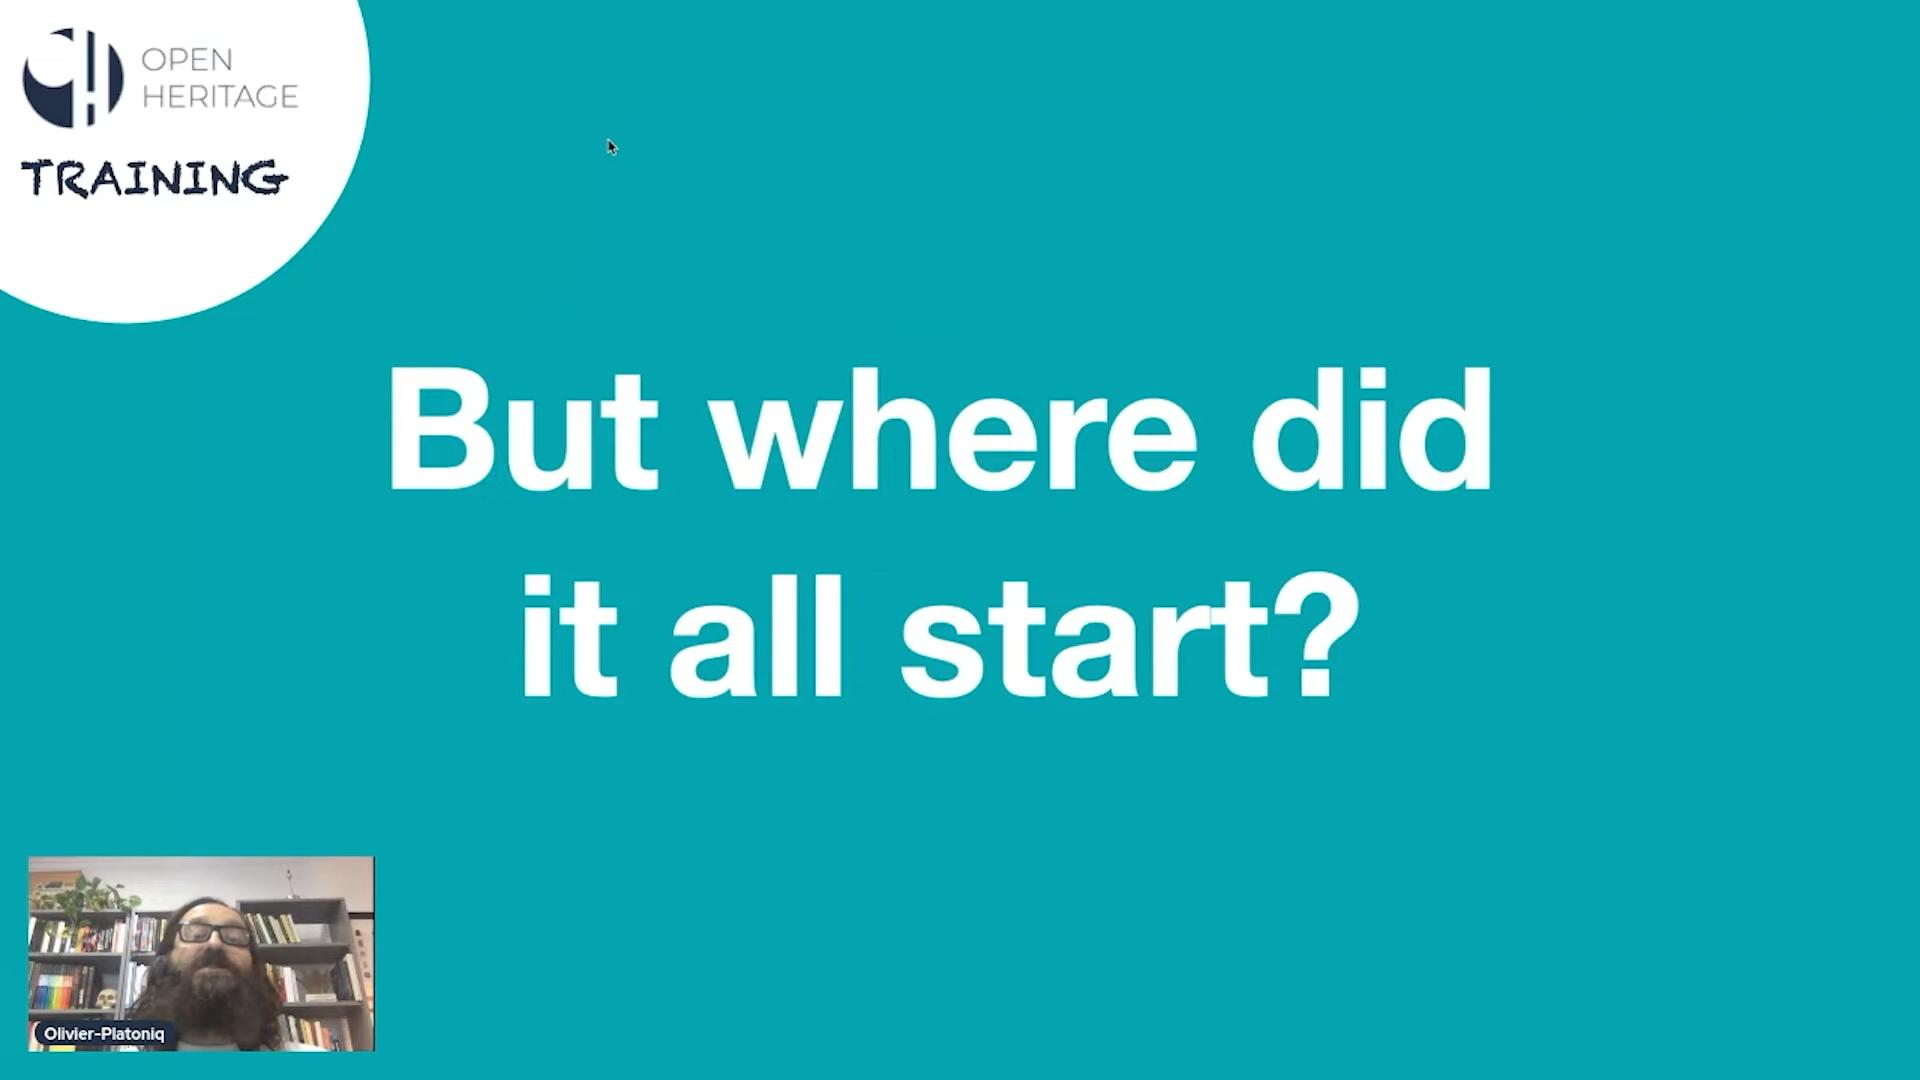 OPEN
HERITAGE
TRAINING
But where did
it all start?
Olivier-Platoniq